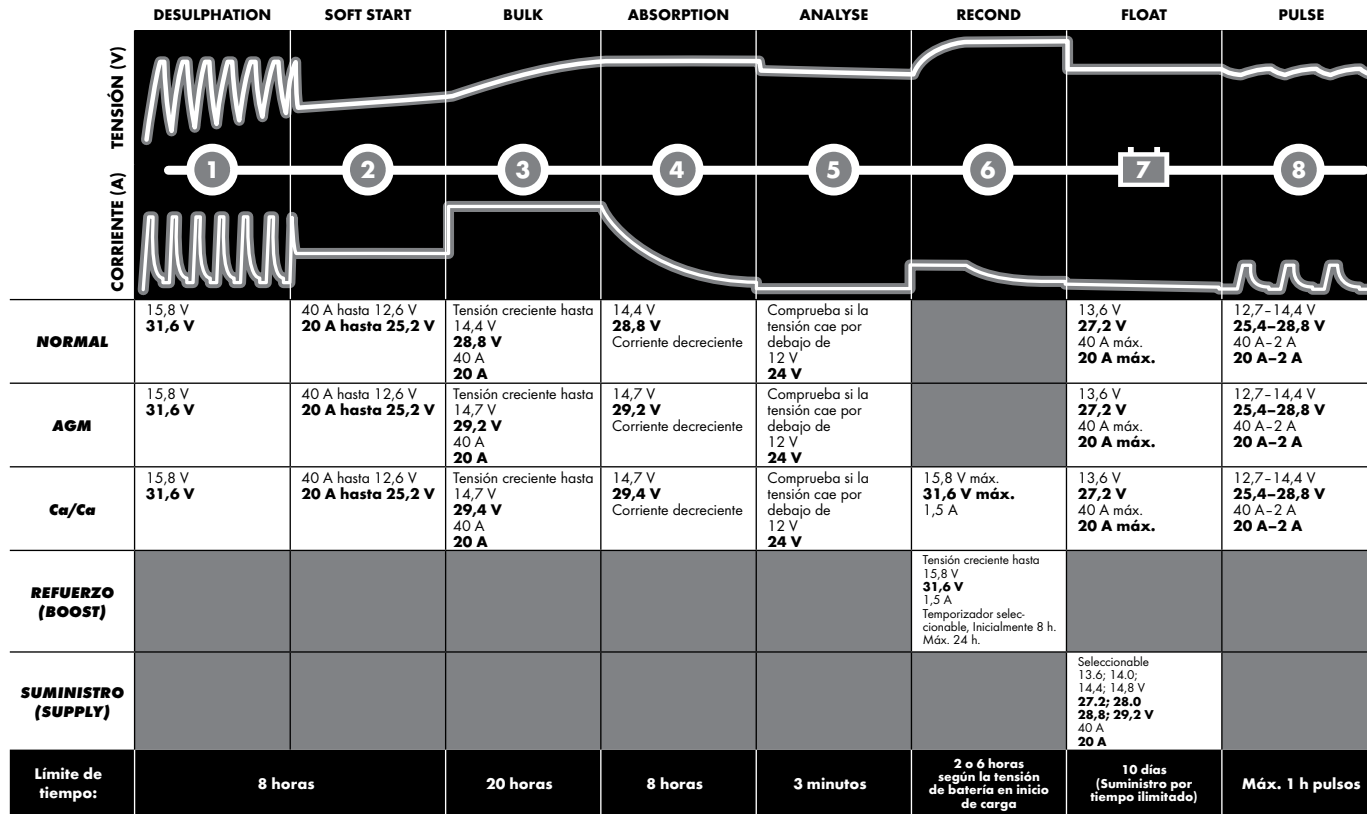 DESULPHATION SOFT START BULK ABSORPTION ANALYSE RECOND FLOAT PULSE
TENSIÓN (V)
1 2 3 4 5 6 7 8
CORRIENTE (A)
NORMAL
15,8 V
31,6 V
40 A hasta 12,6 V
20 A hasta 25,2 V
Tensión creciente hasta
14,4 V
28,8 V
40 A
20 A
14,4 V
28,8 V
Corriente decreciente
Comprueba si la
tensión cae por
debajo de
12 V
24 V
13,6 V
27,2 V
40 A máx.
20 A máx.
12,7–14,4 V
25,4–28,8 V
40 A–2 A
20 A–2 A
AGM
15,8 V
31,6 V
40 A hasta 12,6 V
20 A hasta 25,2 V
Tensión creciente hasta
14,7 V
29,2 V
40 A
20 A
14,7 V
29,2 V
Corriente decreciente
Comprueba si la
tensión cae por
debajo de
12 V
24 V
13,6 V
27,2 V
40 A máx.
20 A máx.
12,7–14,4 V
25,4–28,8 V
40 A–2 A
20 A–2 A
Ca/Ca
15,8 V
31,6 V
40 A hasta 12,6 V
20 A hasta 25,2 V
Tensión creciente hasta
14,7 V
29,4 V
40 A
20 A
14,7 V
29,4 V
Corriente decreciente
Comprueba si la
tensión cae por
debajo de
12 V
24 V
15,8 V máx.
31,6 V máx.
1,5 A
13,6 V
27,2 V
40 A máx.
20 A máx.
12,7–14,4 V
25,4–28,8 V
40 A–2 A
20 A–2 A
REFUERZO
(BOOST)
Tensión creciente hasta
15,8 V
31,6 V
1,5 A
Temporizador selec-
cionable, Inicialmente 8 h.
Máx. 24 h.
SUMINISTRO
(SUPPLY)
Seleccionable
13.6; 14.0;
14,4; 14,8 V
27.2; 28.0
28,8; 29,2 V
40 A
20 A
Límite de
tiempo:
8 horas
20 horas
8 horas
3 minutos
2 o 6 horas
según la tensión
de batería en inicio
de carga
10 días
(Suministro por
tiempo ilimitado)
Máx. 1 h pulsos